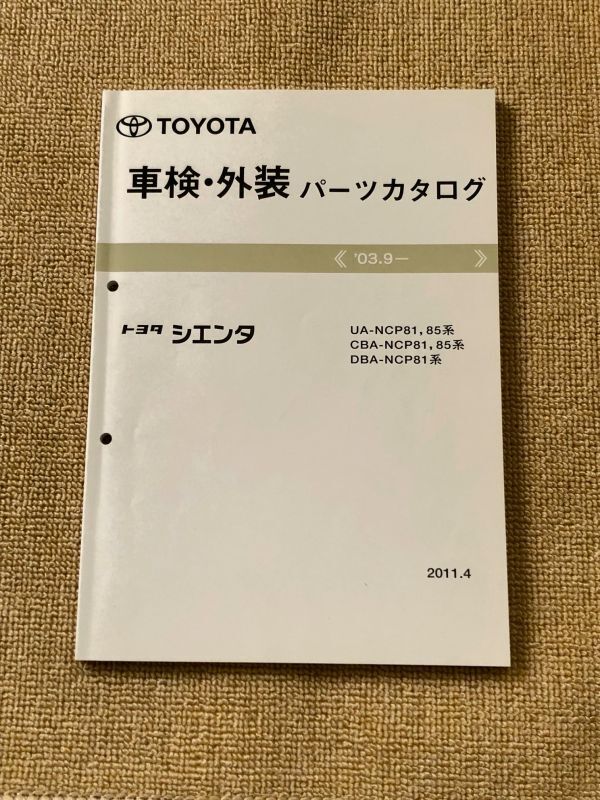 TOYOTA
車検・外装 パーツカタログ
《 '03.9ー 》
トヨタ シエンタ
UA-NCP81, 85系
CBA-NCP81, 85系
DBA-NCP81系
2011.4